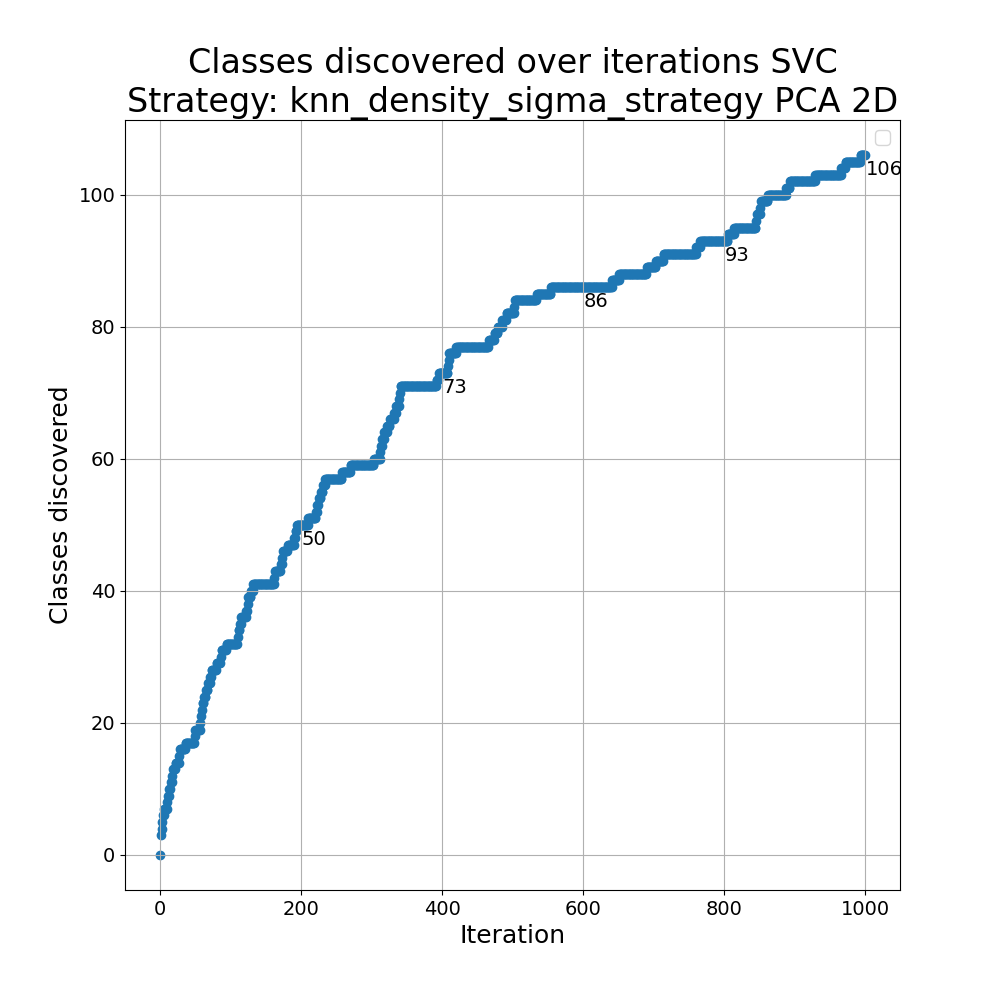 Classes discovered over iterations SVC
Strategy: knn_density_sigma_strategy PCA 2D
106
100
93
86
80
73
60
50
40
20
0
Classes discovered
0 200 400 600 800 1000
Iteration